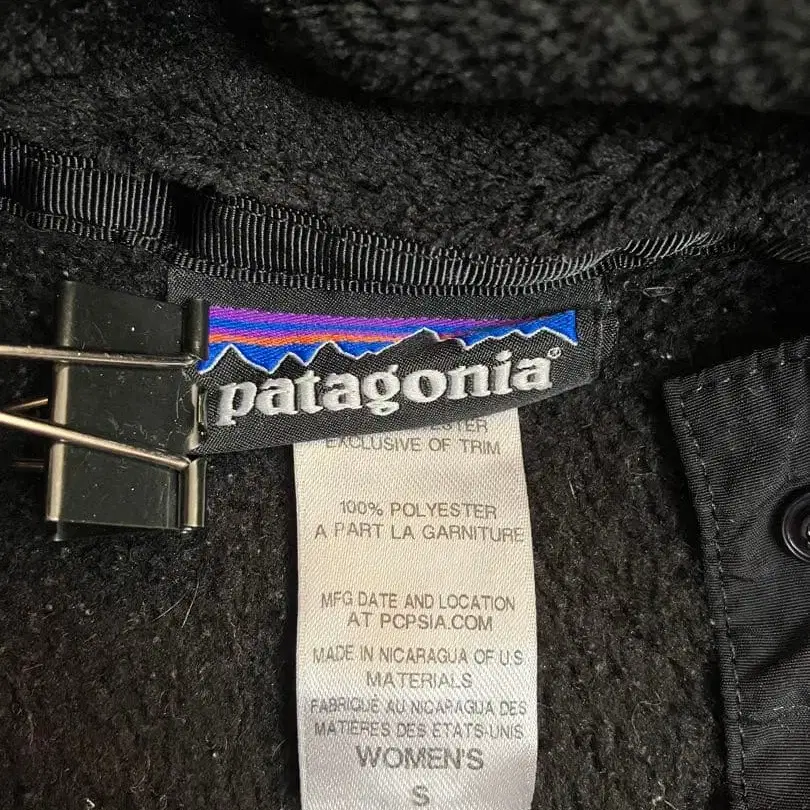 patagonia®
EXCLUSIVE OF TRIM
100% POLYESTER
A PART LA GARNITURE
MFG DATE AND LOCATION
AT PCPSIA.COM
MADE IN NICARAGUA OF U.S
MATERIALS
FABRIQUÉ AU NICARAGUA DES
MATIÈRES DES ÉTATS-UNIS
WOMEN'S
S